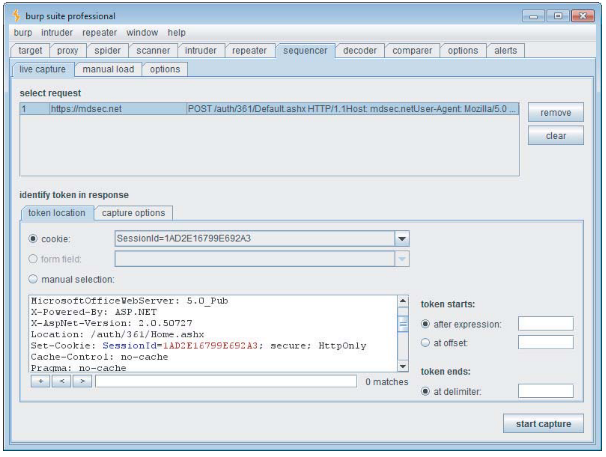 burp suite professional
burp intruder repeater window help
target proxy spider scanner intruder repeater sequencer decoder comparer options alerts
live capture manual load options
select request
1 https://mdsec.net POST /auth/361/Default.ashx HTTP/1.1Host: mdsec.netUser-Agent: Mozilla/5.0 ...
remove
clear
identify token in response
token location capture options
cookie: SessionId=1AD2E16799E692A3
form field:
manual selection:
MicrosoftOfficeWebServer: 5.0_Pub
X-Powered-By: ASP.NET
X-AspNet-Version: 2.0.50727
Location: /auth/361/Home.ashx
Set-Cookie: SessionId=1AD2E16799E692A3; secure; HttpOnly
Cache-Control: no-cache
Pragma: no-cache
+ < > 0 matches
token starts:
after expression:
at offset:
token ends:
at delimiter:
start capture